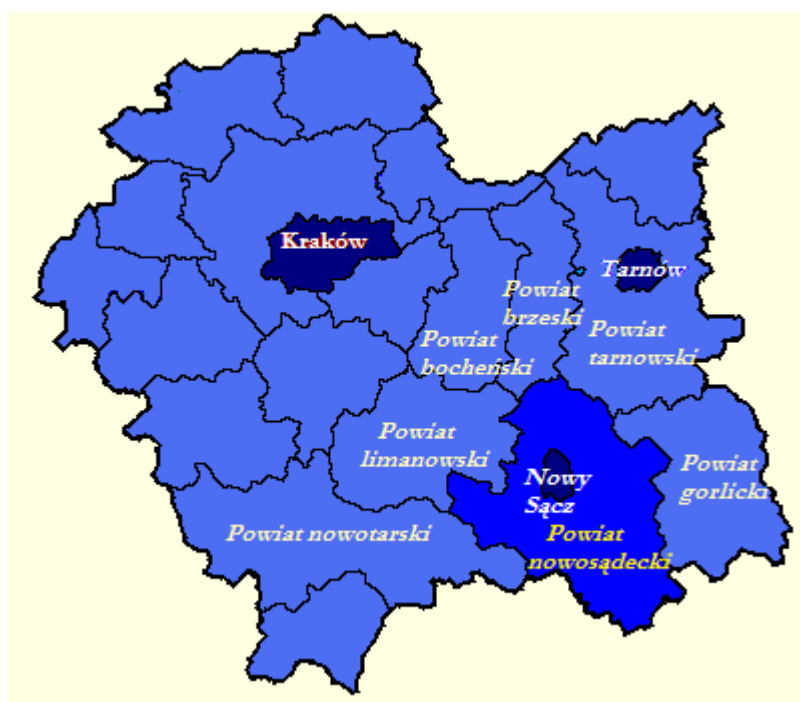 Kraków
Tarnów
Powiat
brzeski
Powiat
tarnowski
Powiat
bocheński
Powiat
limanowski
Powiat
gorlicki
Nowy
Sącz
Powiat nowotarski
Powiat
nowosądecki